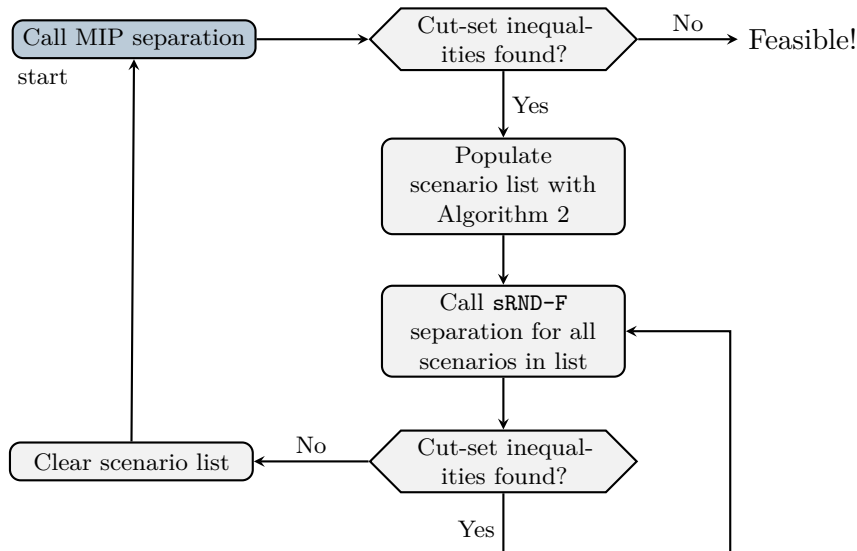 Call MIP separation
start
Cut-set inequal-
ities found?
No
Feasible!
Yes
Populate
scenario list with
Algorithm 2
Call sRND-F
separation for all
scenarios in list
Cut-set inequal-
ities found?
No
Clear scenario list
Yes